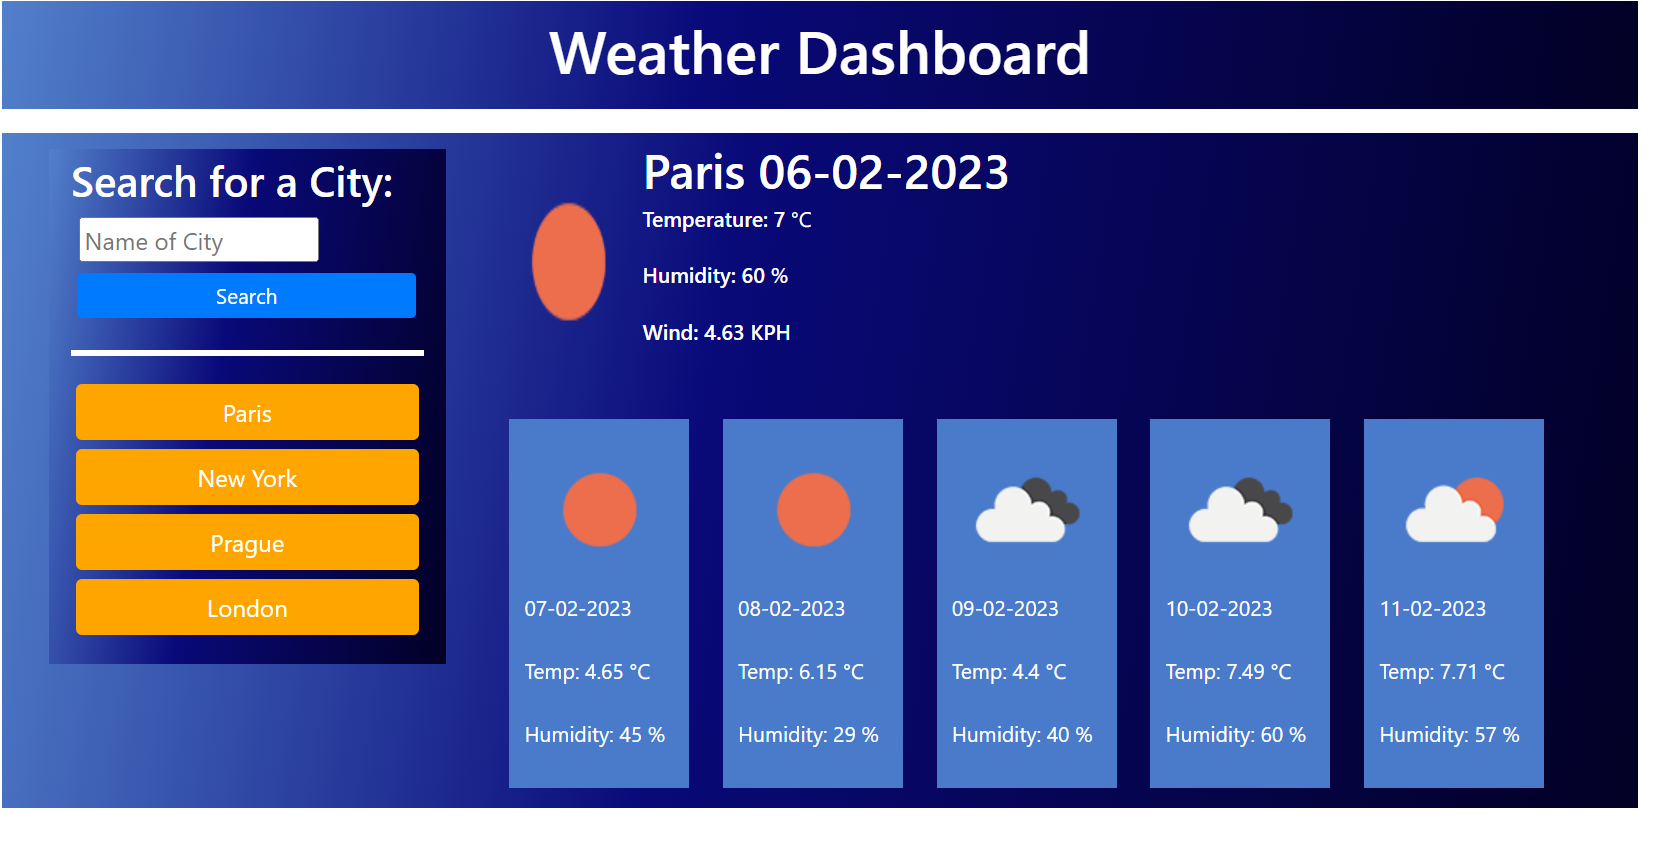 Weather Dashboard
Search for a City:
Name of City
Search
Paris
New York
Prague
London
Paris 06-02-2023
Temperature: 7 °C
Humidity: 60 %
Wind: 4.63 KPH
07-02-2023
Temp: 4.65 °C
Humidity: 45 %
08-02-2023
Temp: 6.15 °C
Humidity: 29 %
09-02-2023
Temp: 4.4 °C
Humidity: 40 %
10-02-2023
Temp: 7.49 °C
Humidity: 60 %
11-02-2023
Temp: 7.71 °C
Humidity: 57 %